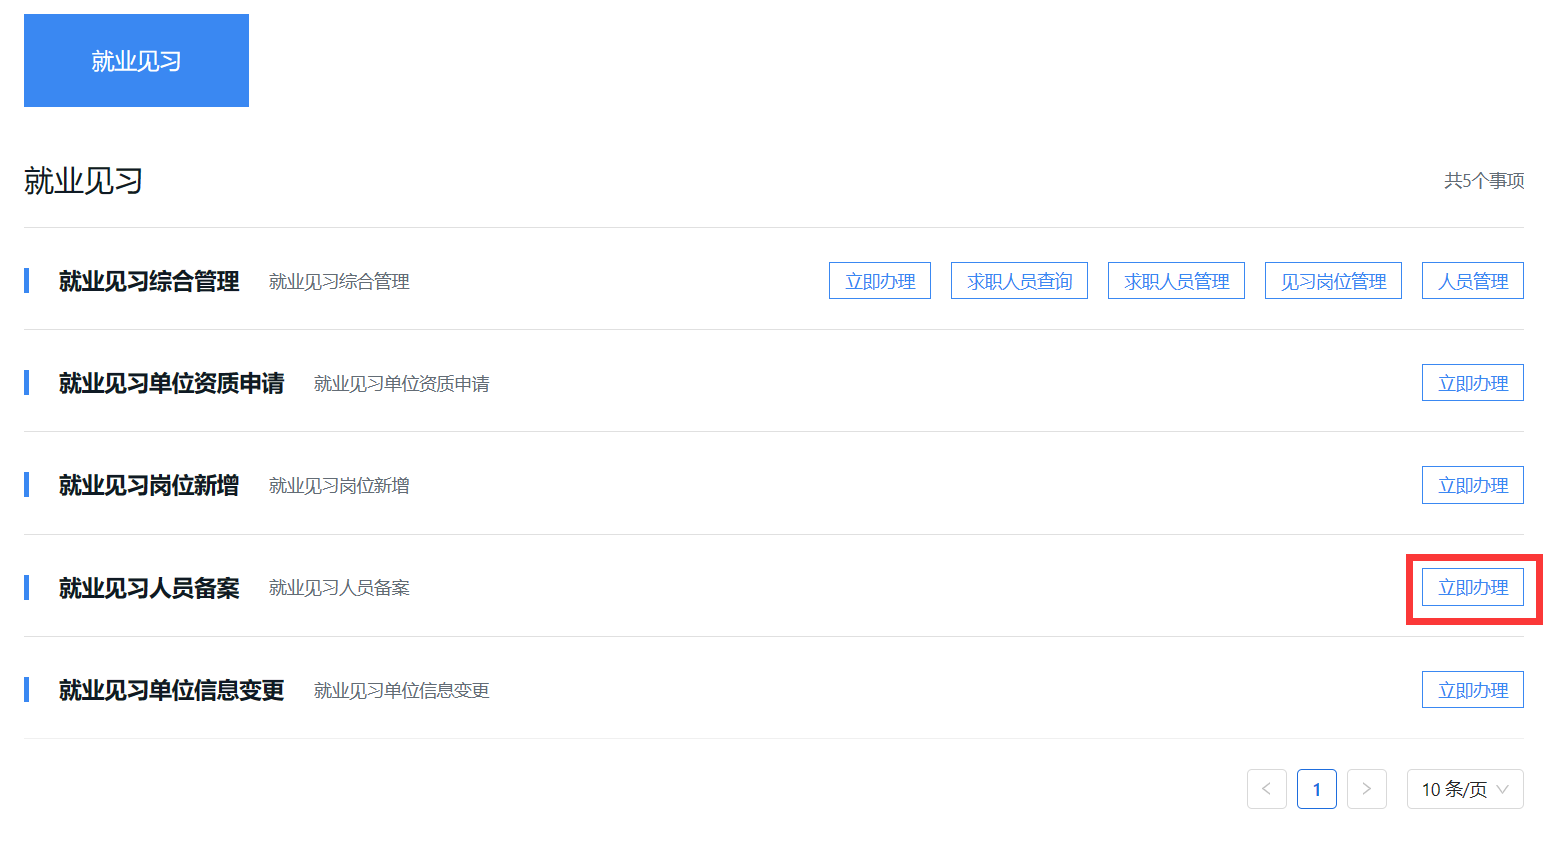 就业见习
就业见习
共5个事项
就业见习综合管理 就业见习综合管理 立即办理 求职人员查询 求职人员管理 见习岗位管理 人员管理
就业见习单位资质申请 就业见习单位资质申请 立即办理
就业见习岗位新增 就业见习岗位新增 立即办理
就业见习人员备案 就业见习人员备案 立即办理
就业见习单位信息变更 就业见习单位信息变更 立即办理
< 1 > 10 条/页